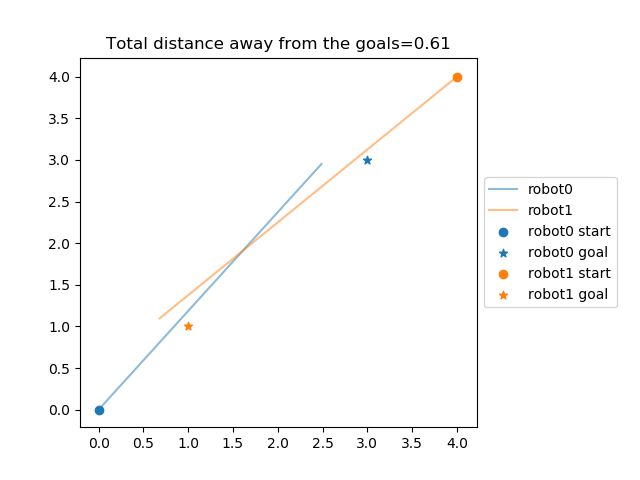 Total distance away from the goals=0.61
4.0
3.5
3.0
2.5
2.0
1.5
1.0
0.5
0.0
0.0 0.5 1.0 1.5 2.0 2.5 3.0 3.5 4.0
robot0
robot1
robot0 start
robot0 goal
robot1 start
robot1 goal